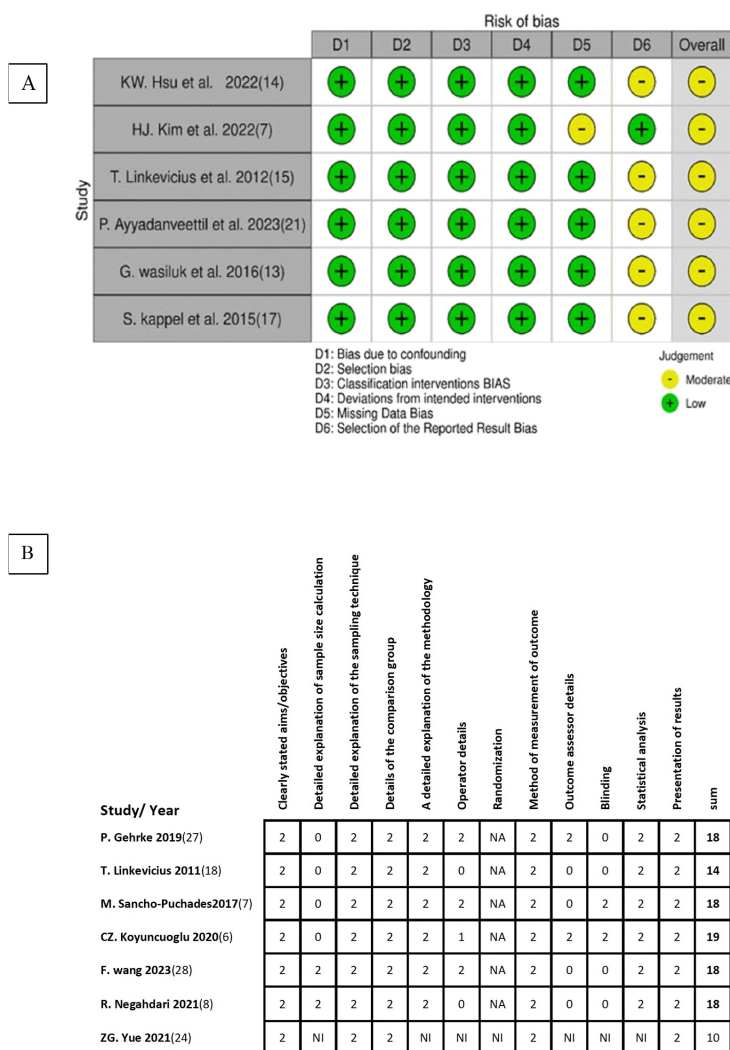 A
Risk of bias
D1 D2 D3 D4 D5 D6 Overall
Study
KW. Hsu et al. 2022(14) + + + + + - -
HJ. Kim et al. 2022(7) + + + + - + -
T. Linkevicius et al. 2012(15) + + + + + - -
P. Ayyadanveettil et al. 2023(21) + + + + + - -
G. wasiluk et al. 2016(13) + + + + + - -
S. kappel et al. 2015(17) + + + + + - -
D1: Bias due to confounding
D2: Selection bias
D3: Classification interventions BIAS
D4: Deviations from intended interventions
D5: Missing Data Bias
D6: Selection of the Reported Result Bias
Judgement
- Moderate
+ Low
B
Study/ Year
Clearly stated aims/objectives
Detailed explanation of sample size calculation
Detailed explanation of the sampling technique
Details of the comparison group
A detailed explanation of the methodology
Operator details
Randomization
Method of measurement of outcome
Outcome assessor details
Blinding
Statistical analysis
Presentation of results
sum
P. Gehrke 2019(27) 2 0 2 2 2 2 NA 2 2 0 2 2 18
T. Linkevicius 2011(18) 2 0 2 2 2 0 NA 2 0 0 2 2 14
M. Sancho-Puchades2017(7) 2 0 2 2 2 2 NA 2 0 2 2 2 18
CZ. Koyuncuoglu 2020(6) 2 0 2 2 2 1 NA 2 2 2 2 2 19
F. wang 2023(28) 2 2 2 2 2 2 NA 2 0 0 2 2 18
R. Negahdari 2021(8) 2 2 2 2 2 0 NA 2 0 0 2 2 18
ZG. Yue 2021(24) 2 NI 2 2 NI NI NI 2 NI NI NI 2 10